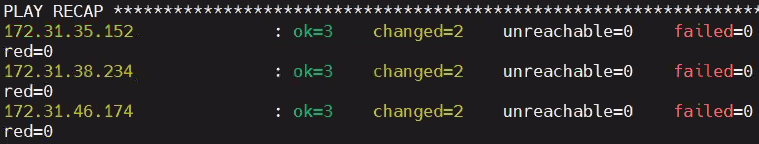 PLAY RECAP *****************************************************************
172.31.35.152 : ok=3 changed=2 unreachable=0 failed=0
red=0
172.31.38.234 : ok=3 changed=2 unreachable=0 failed=0
red=0
172.31.46.174 : ok=3 changed=2 unreachable=0 failed=0
red=0